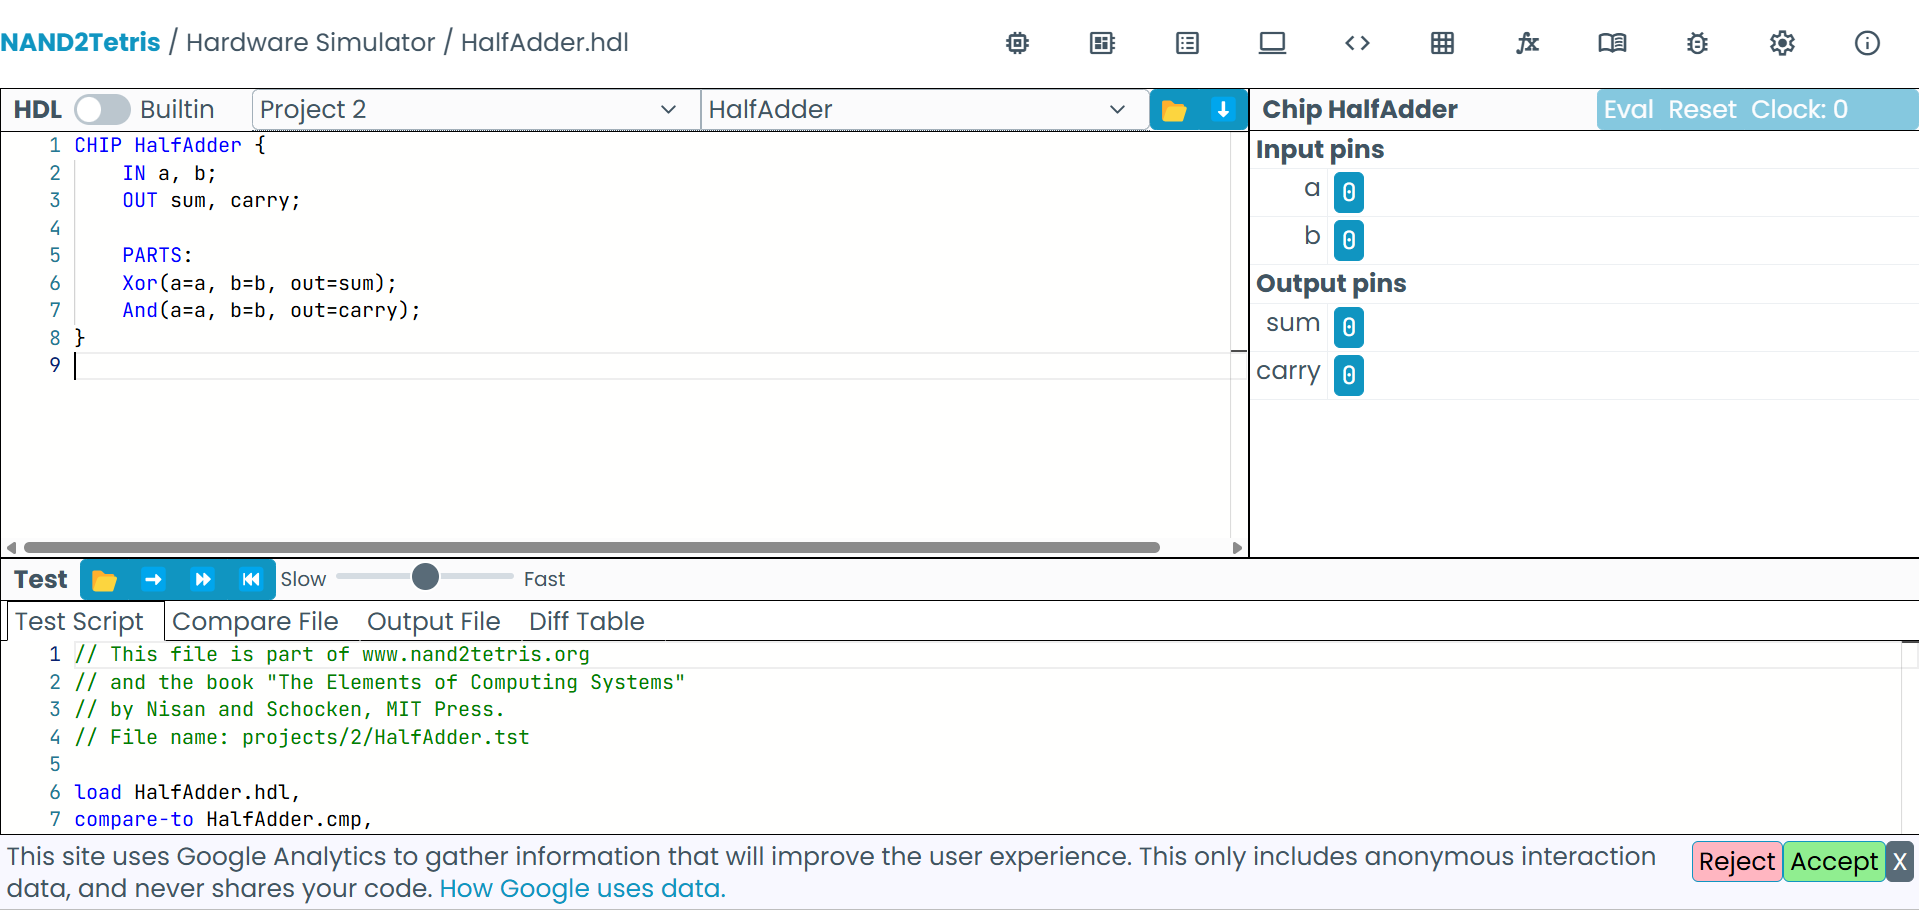 NAND2Tetris / Hardware Simulator / HalfAdder.hdl
HDL Builtin Project 2 HalfAdder
1 CHIP HalfAdder {
2 IN a, b;
3 OUT sum, carry;
4
5 PARTS:
6 Xor(a=a, b=b, out=sum);
7 And(a=a, b=b, out=carry);
8 }
9
Chip HalfAdder Eval Reset Clock: 0
Input pins
a 0
b 0
Output pins
sum 0
carry 0
Test Slow Fast
Test Script Compare File Output File Diff Table
1 // This file is part of www.nand2tetris.org
2 // and the book "The Elements of Computing Systems"
3 // by Nisan and Schocken, MIT Press.
4 // File name: projects/2/HalfAdder.tst
5
6 load HalfAdder.hdl,
7 compare-to HalfAdder.cmp,
This site uses Google Analytics to gather information that will improve the user experience. This only includes anonymous interaction
data, and never shares your code. How Google uses data.
Reject Accept X